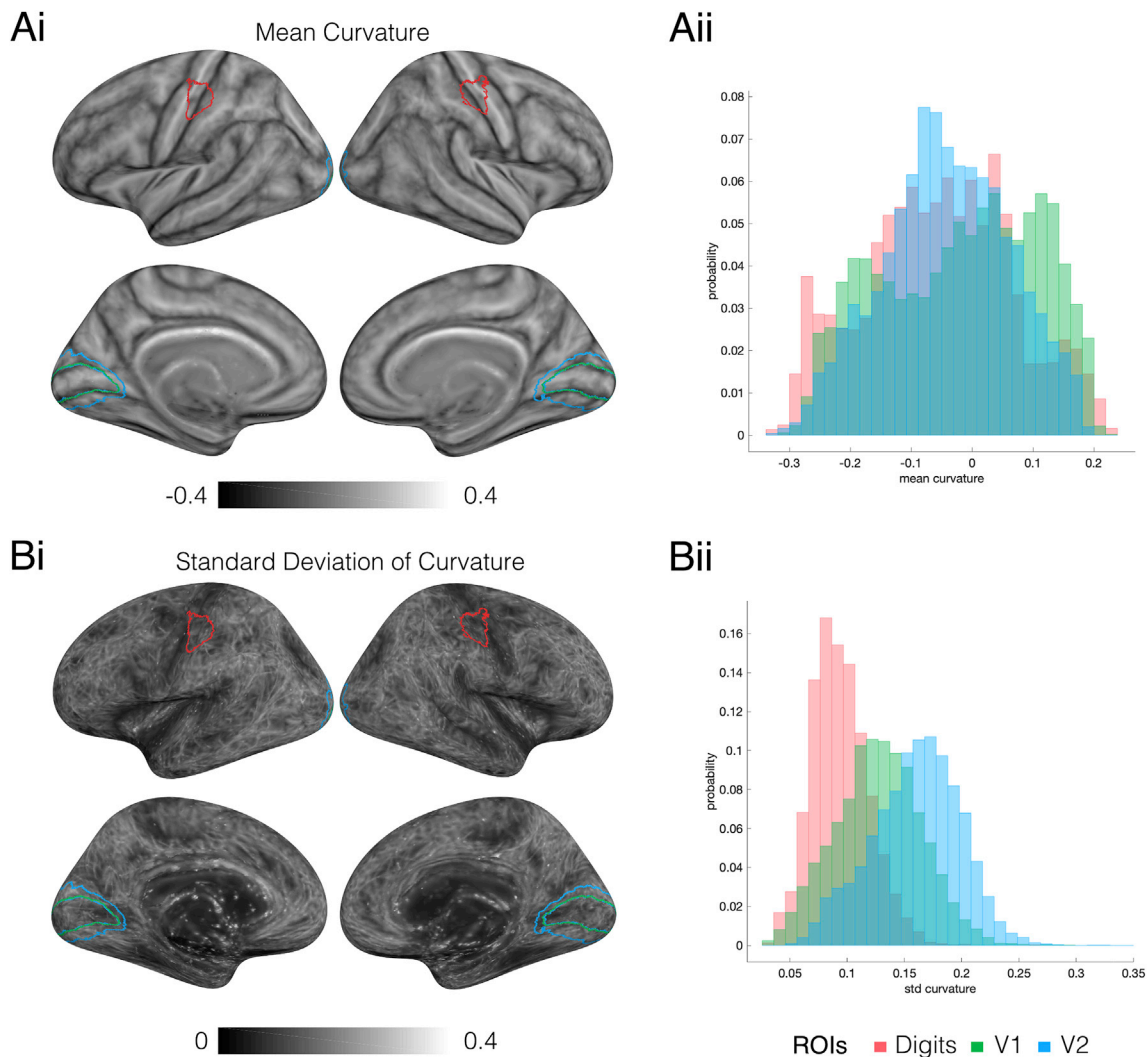 Ai
Mean Curvature
-0.4 0.4
Aii
0.08
0.07
0.06
0.05
0.04
0.03
0.02
0.01
0
probability
-0.3 -0.2 -0.1 0 0.1 0.2
mean curvature
Bi
Standard Deviation of Curvature
0 0.4
Bii
0.16
0.14
0.12
0.1
0.08
0.06
0.04
0.02
0
probability
0.05 0.1 0.15 0.2 0.25 0.3 0.35
std curvature
ROIs Digits V1 V2